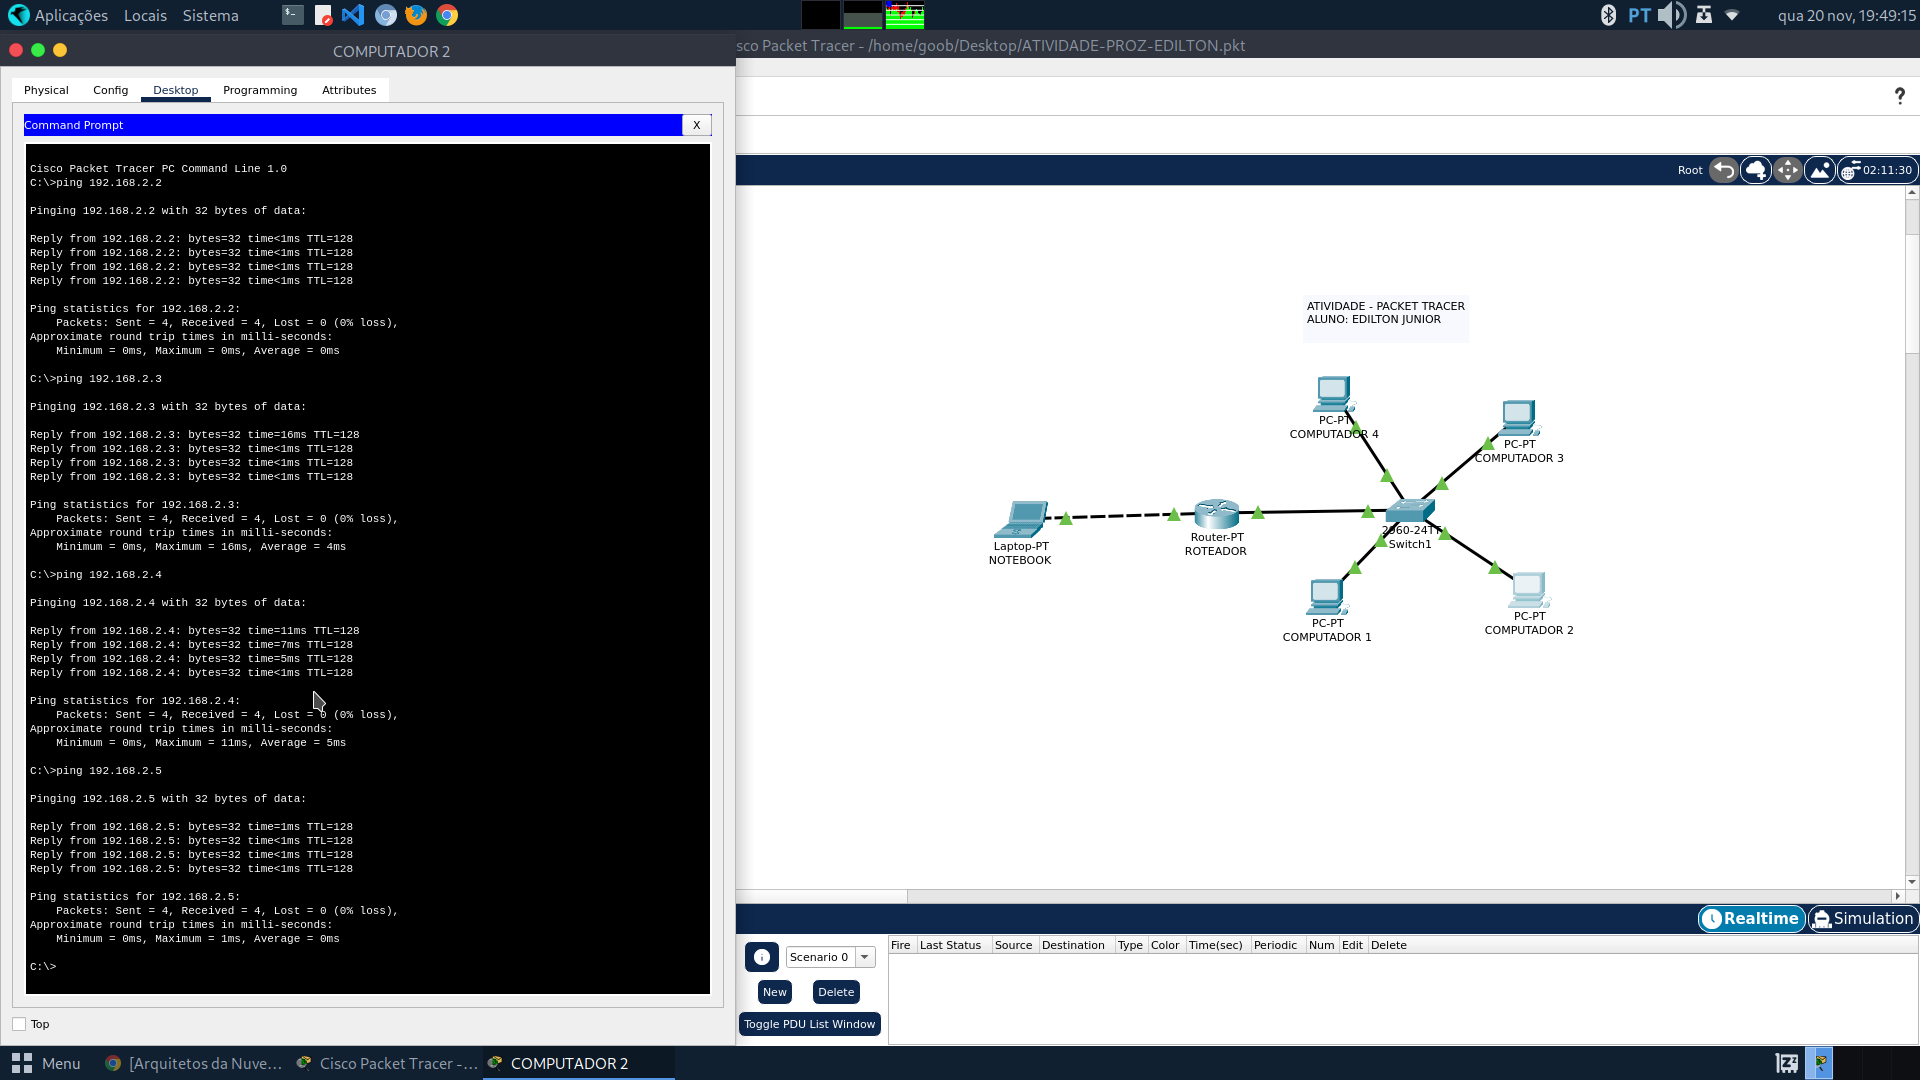 Aplicações Locais Sistema
PT
qua 20 nov, 19:49:15
COMPUTADOR 2
sco Packet Tracer - /home/goob/Desktop/ATIVIDADE-PROZ-EDILTON.pkt
Physical Config Desktop Programming Attributes
?
Command Prompt
X
Cisco Packet Tracer PC Command Line 1.0
C:\>ping 192.168.2.2
Pinging 192.168.2.2 with 32 bytes of data:
Reply from 192.168.2.2: bytes=32 time<1ms TTL=128
Reply from 192.168.2.2: bytes=32 time<1ms TTL=128
Reply from 192.168.2.2: bytes=32 time<1ms TTL=128
Reply from 192.168.2.2: bytes=32 time<1ms TTL=128
Ping statistics for 192.168.2.2:
Packets: Sent = 4, Received = 4, Lost = 0 (0% loss),
Approximate round trip times in milli-seconds:
Minimum = 0ms, Maximum = 0ms, Average = 0ms
C:\>ping 192.168.2.3
Pinging 192.168.2.3 with 32 bytes of data:
Reply from 192.168.2.3: bytes=32 time=16ms TTL=128
Reply from 192.168.2.3: bytes=32 time<1ms TTL=128
Reply from 192.168.2.3: bytes=32 time<1ms TTL=128
Reply from 192.168.2.3: bytes=32 time<1ms TTL=128
Ping statistics for 192.168.2.3:
Packets: Sent = 4, Received = 4, Lost = 0 (0% loss),
Approximate round trip times in milli-seconds:
Minimum = 0ms, Maximum = 16ms, Average = 4ms
C:\>ping 192.168.2.4
Pinging 192.168.2.4 with 32 bytes of data:
Reply from 192.168.2.4: bytes=32 time=11ms TTL=128
Reply from 192.168.2.4: bytes=32 time=7ms TTL=128
Reply from 192.168.2.4: bytes=32 time=5ms TTL=128
Reply from 192.168.2.4: bytes=32 time<1ms TTL=128
Ping statistics for 192.168.2.4:
Packets: Sent = 4, Received = 4, Lost = 0 (0% loss),
Approximate round trip times in milli-seconds:
Minimum = 0ms, Maximum = 11ms, Average = 5ms
C:\>ping 192.168.2.5
Pinging 192.168.2.5 with 32 bytes of data:
Reply from 192.168.2.5: bytes=32 time=1ms TTL=128
Reply from 192.168.2.5: bytes=32 time<1ms TTL=128
Reply from 192.168.2.5: bytes=32 time<1ms TTL=128
Reply from 192.168.2.5: bytes=32 time<1ms TTL=128
Ping statistics for 192.168.2.5:
Packets: Sent = 4, Received = 4, Lost = 0 (0% loss),
Approximate round trip times in milli-seconds:
Minimum = 0ms, Maximum = 1ms, Average = 0ms
C:\>
Top
Root
02:11:30
ATIVIDADE - PACKET TRACER
ALUNO: EDILTON JUNIOR
PC-PT
COMPUTADOR 4
PC-PT
COMPUTADOR 3
Laptop-PT
NOTEBOOK
Router-PT
ROTEADOR
2960-24TT
Switch1
PC-PT
COMPUTADOR 1
PC-PT
COMPUTADOR 2
Realtime Simulation
Scenario 0
New Delete
Toggle PDU List Window
Fire Last Status Source Destination Type Color Time(sec) Periodic Num Edit Delete
Menu
[Arquitetos da Nuve...
Cisco Packet Tracer -...
COMPUTADOR 2